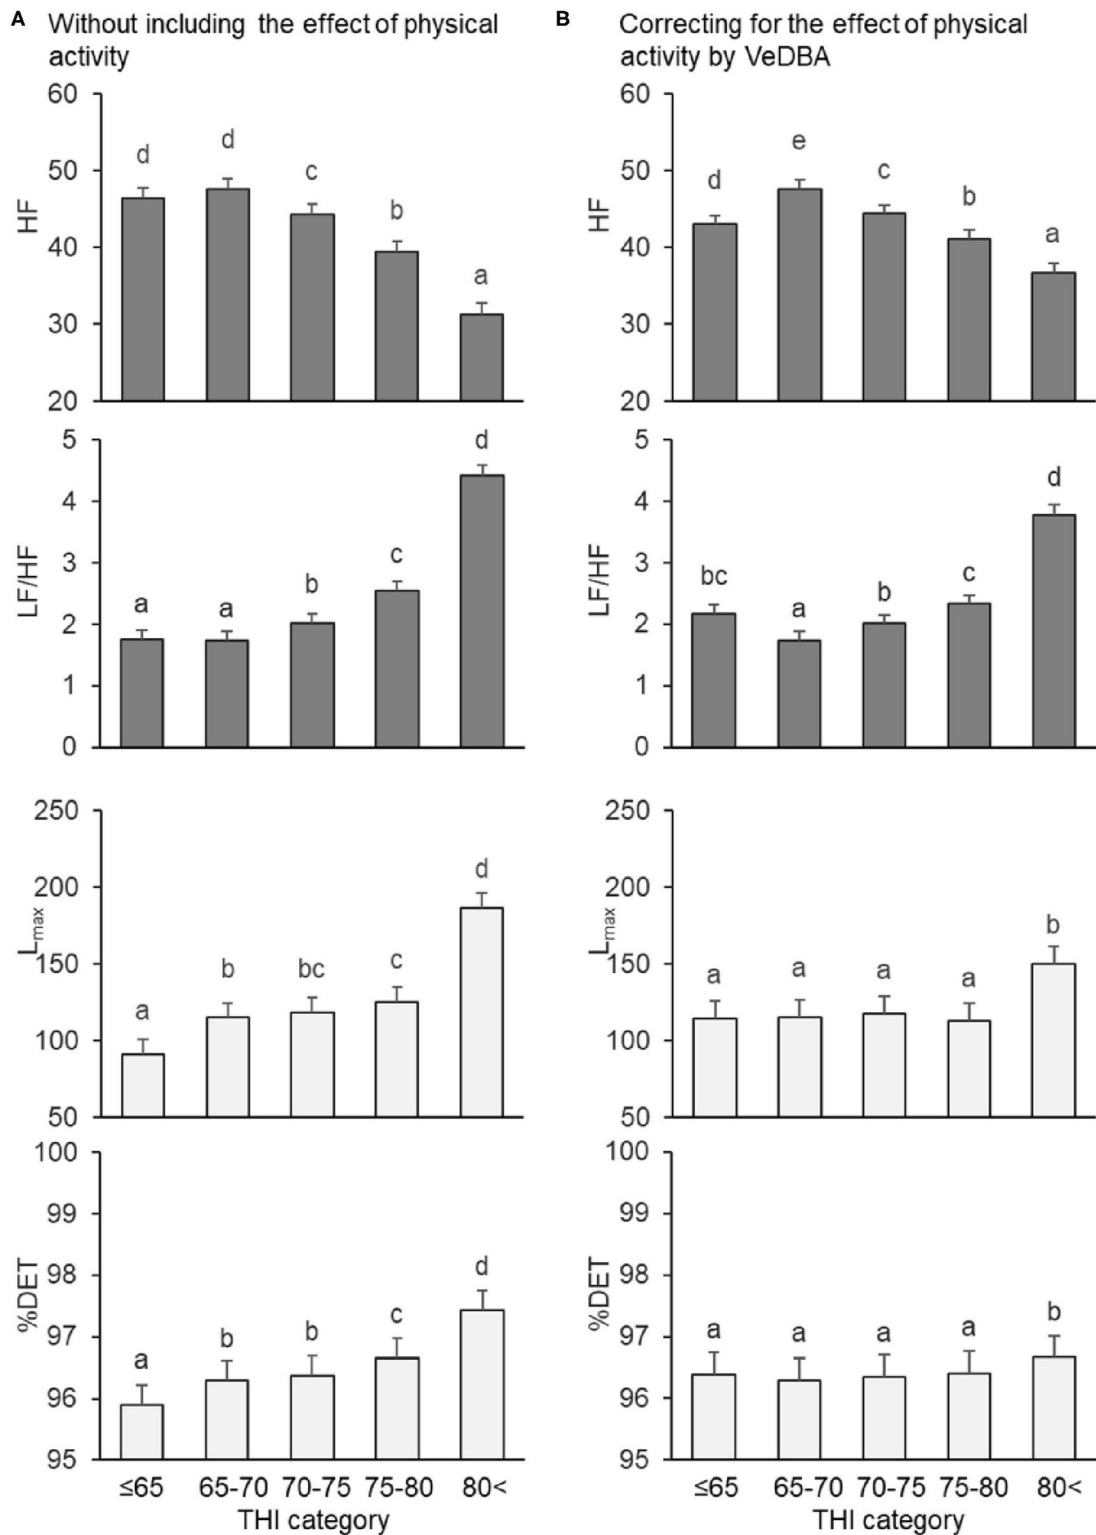 A Without including the effect of physical
activity
60
50
40
30
20
HF
d d c b a
5
4
3
2
1
0
LF/HF
a a b c d
250
200
150
100
50
Lmax
a b bc c d
100
99
98
97
96
95
%DET
a b b c d
≤65 65-70 70-75 75-80 80<
THI category
B Correcting for the effect of physical
activity by VeDBA
60
50
40
30
20
HF
d e c b a
5
4
3
2
1
0
LF/HF
bc a b c d
250
200
150
100
50
Lmax
a a a a b
100
99
98
97
96
95
%DET
a a a a b
≤65 65-70 70-75 75-80 80<
THI category